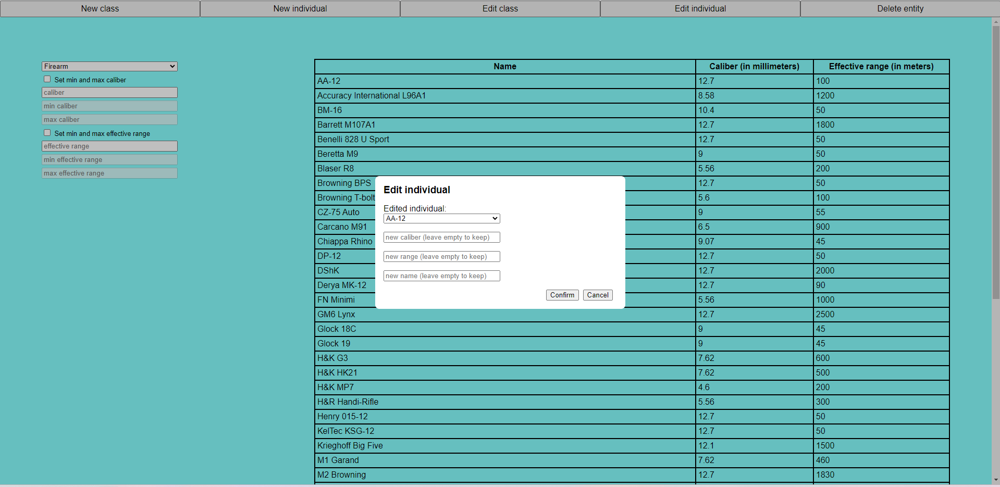 New class New individual Edit class Edit individual Delete entity
Firearm
Set min and max caliber
caliber
min caliber
max caliber
Set min and max effective range
effective range
min effective range
max effective range
Name Caliber (in millimeters) Effective range (in meters)
AA-12 12.7 100
Accuracy International L96A1 8.58 1200
BM-16 10.4 50
Barrett M107A1 12.7 1800
Benelli 828 U Sport 12.7 50
Beretta M9 9 50
Blaser R8 5.56 200
Browning BPS 12.7 50
Browning T-bolt 5.6 100
CZ-75 Auto 9 55
Carcano M91 6.5 900
Chiappa Rhino 9.07 45
DP-12 12.7 50
DShK 12.7 2000
Derya MK-12 12.7 90
FN Minimi 5.56 1000
GM6 Lynx 12.7 2500
Glock 18C 9 45
Glock 19 9 45
H&K G3 7.62 600
H&K HK21 7.62 500
H&K MP7 4.6 200
H&R Handi-Rifle 5.56 300
Henry 015-12 12.7 50
KelTec KSG-12 12.7 50
Krieghoff Big Five 12.1 1500
M1 Garand 7.62 460
M2 Browning 12.7 1830
Edit individual
Edited individual:
AA-12
new caliber (leave empty to keep)
new range (leave empty to keep)
new name (leave empty to keep)
Confirm Cancel